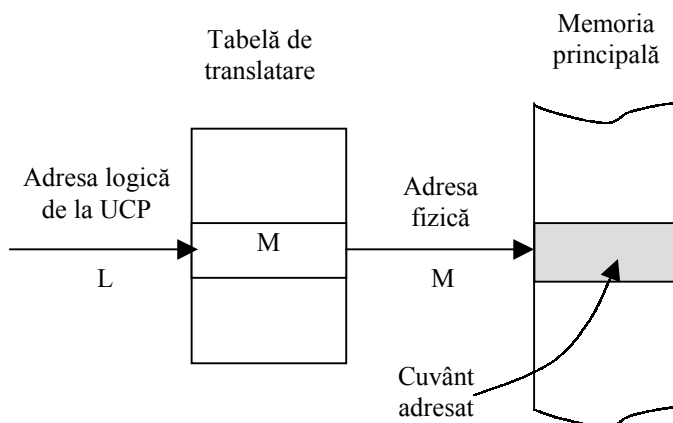 Tabelă de
translatare
Memoria
principală
Adresa logică
de la UCP
L
M
Adresa
fizică
M
Cuvânt
adresat